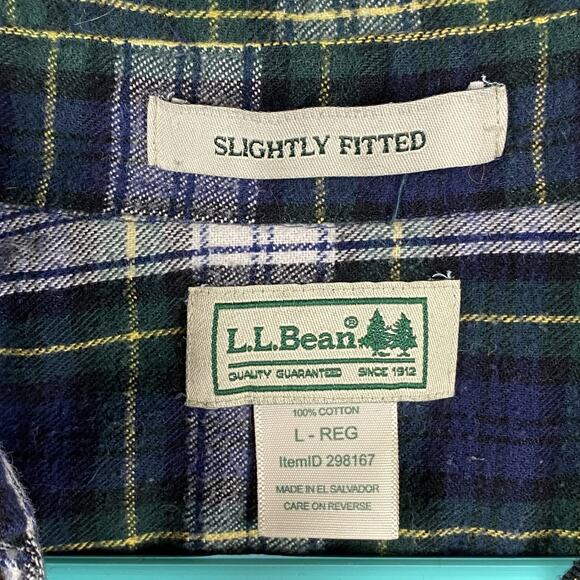 SLIGHTLY FITTED
L.L.Bean®
QUALITY GUARANTEED SINCE 1912
100% COTTON
L - REG
ItemID 298167
MADE IN EL SALVADOR
CARE ON REVERSE